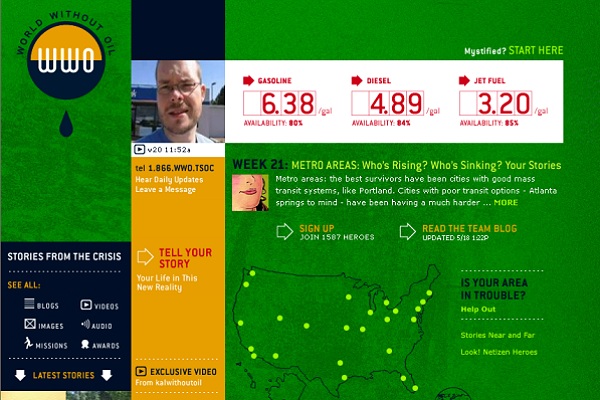 WORLD WITHOUT OIL
WWO
Mystified? START HERE
GASOLINE
6.38 /gal
AVAILABILITY: 80%
DIESEL
4.89 /gal
AVAILABILITY: 84%
JET FUEL
3.20 /gal
AVAILABILITY: 85%
v20 11:52a
tel 1.866.WWO.TSOC
Hear Daily Updates
Leave a Message
WEEK 21: METRO AREAS: Who's Rising? Who's Sinking? Your Stories
Metro areas: the best survivors have been cities with good mass
transit systems, like Portland. Cities with poor transit options - Atlanta
springs to mind - have been having a much harder ... MORE
SIGN UP
JOIN 1587 HEROES
READ THE TEAM BLOG
UPDATED 5/18 1:22P
TELL YOUR
STORY
Your Life in This
New Reality
STORIES FROM THE CRISIS
SEE ALL:
BLOGS
VIDEOS
IMAGES
AUDIO
MISSIONS
AWARDS
LATEST STORIES
EXCLUSIVE VIDEO
From kalwithoutoil
IS YOUR AREA
IN TROUBLE?
Help Out
Stories Near and Far
Look! Netizen Heroes